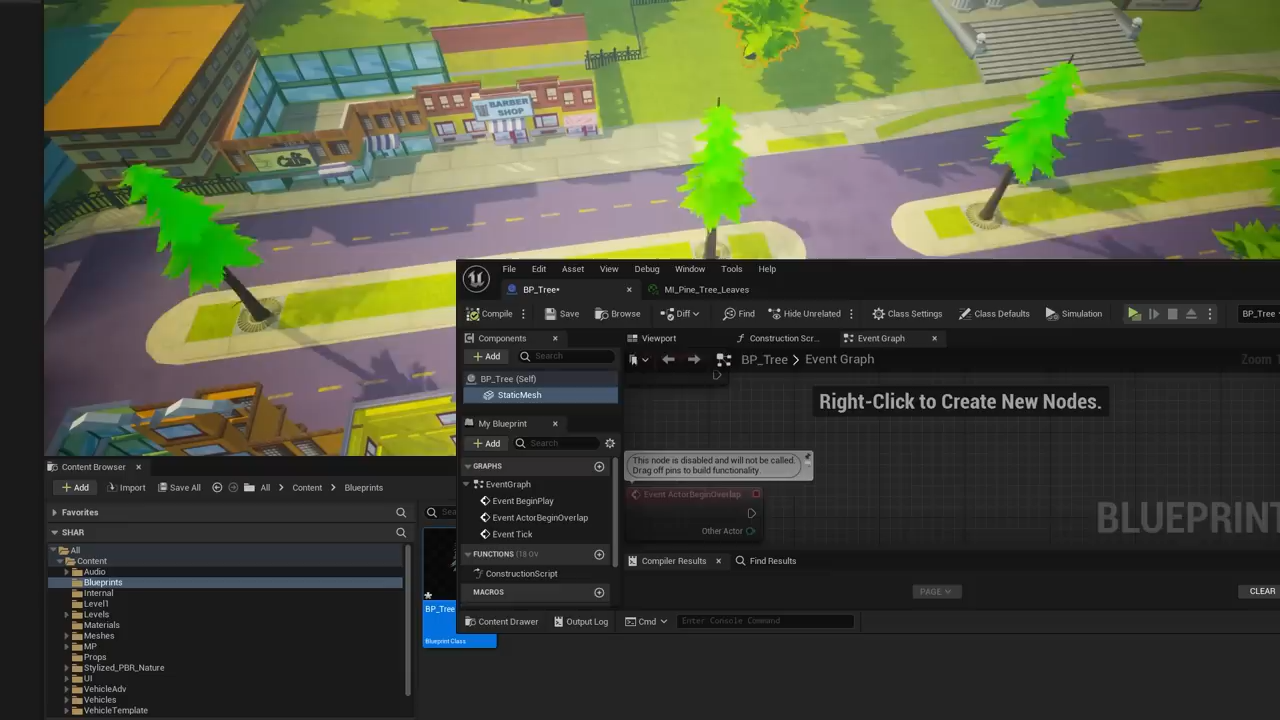 BARBER
SHOP
Cafe
File Edit Asset View Debug Window Tools Help
BP_Tree* MI_Pine_Tree_Leaves
Compile Save Browse Diff Find Hide Unrelated Class Settings Class Defaults Simulation BP_Tree
Components Viewport Construction Scr... Event Graph
+ Add Search BP_Tree > Event Graph Zoom
BP_Tree (Self)
StaticMesh
Right-Click to Create New Nodes.
My Blueprint
+ Add Search
This node is disabled and will not be called.
Drag off pins to build functionality.
GRAPHS
EventGraph
Event BeginPlay
Event ActorBeginOverlap
Event Tick
Event ActorBeginOverlap
Other Actor
BLUEPRINT
FUNCTIONS (18 Ov
ConstructionScript
MACROS
Compiler Results Find Results
PAGE CLEAR
Content Drawer Output Log Cmd Enter Console Command
Content Browser
+ Add Import Save All All > Content > Blueprints
Favorites
SHAR
Sea
All
Content
Audio
Blueprints
Internal
Level1
Levels
Materials
Meshes
MP
Props
Stylized_PBR_Nature
UI
VehicleAdv
Vehicles
VehicleTemplate
BP_Tree
Blueprint Class